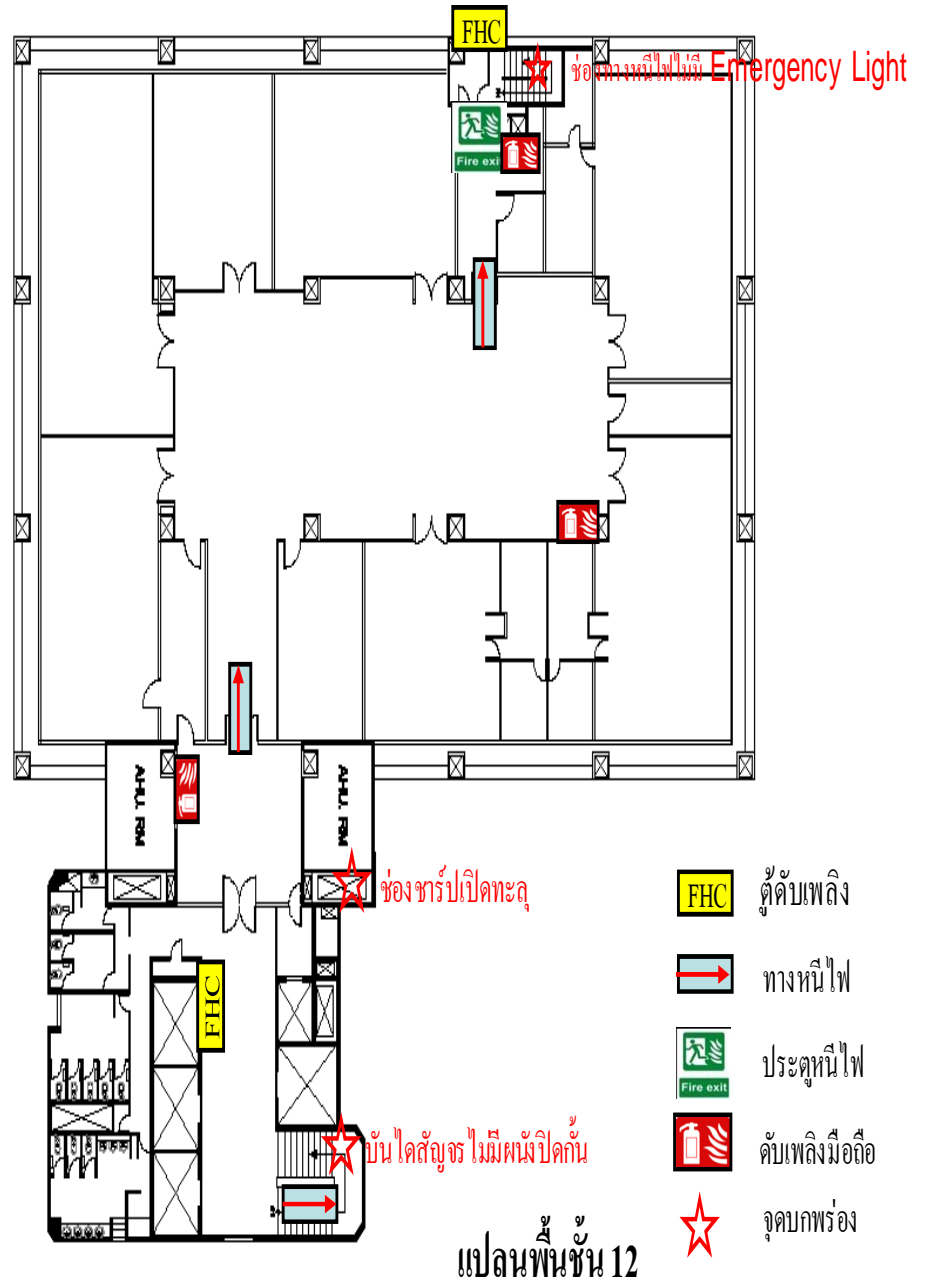 FHC
ช่องทางหนีไฟไม่มี Emergency Light
Fire exit
AHU. RM
AHU. RM
ช่องชาร์ปเปิดทะลุ
FHC
บันไดสัญจร ไม่มีผนังปิดกั้น
FHC ตู้ดับเพลิง
ทางหนีไฟ
Fire exit ประตูหนีไฟ
ดับเพลิงมือถือ
จุดบกพร่อง
แปลนพื้นชั้น 12